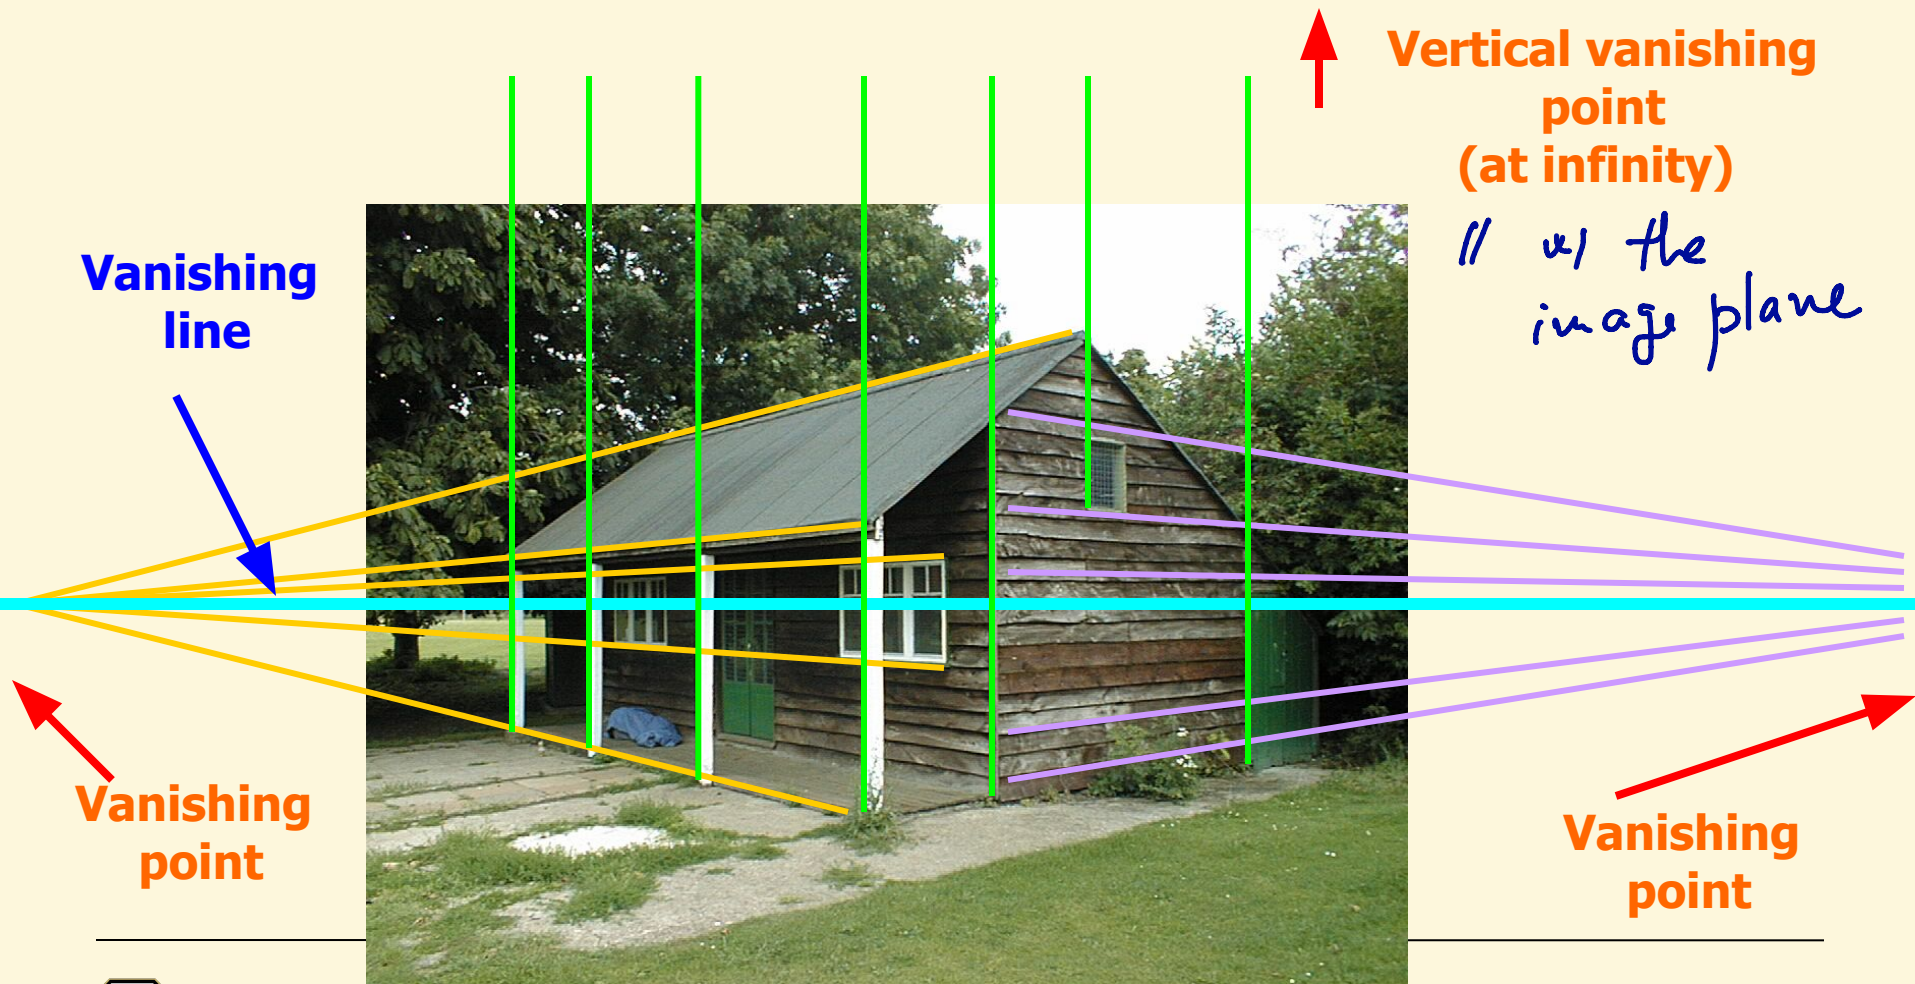 Vertical vanishing
point
(at infinity)
// w/ the
image plane
Vanishing
line
Vanishing
point
Vanishing
point